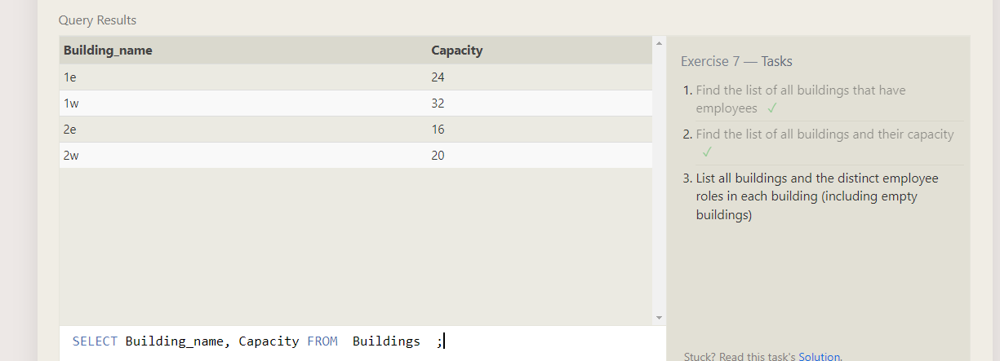 Query Results
Building_name Capacity
1e 24
1w 32
2e 16
2w 20
SELECT Building_name, Capacity FROM  Buildings  ;
Exercise 7 — Tasks
1. Find the list of all buildings that have
employees ✓
2. Find the list of all buildings and their capacity
✓
3. List all buildings and the distinct employee
roles in each building (including empty
buildings)
Stuck? Read this task's Solution.